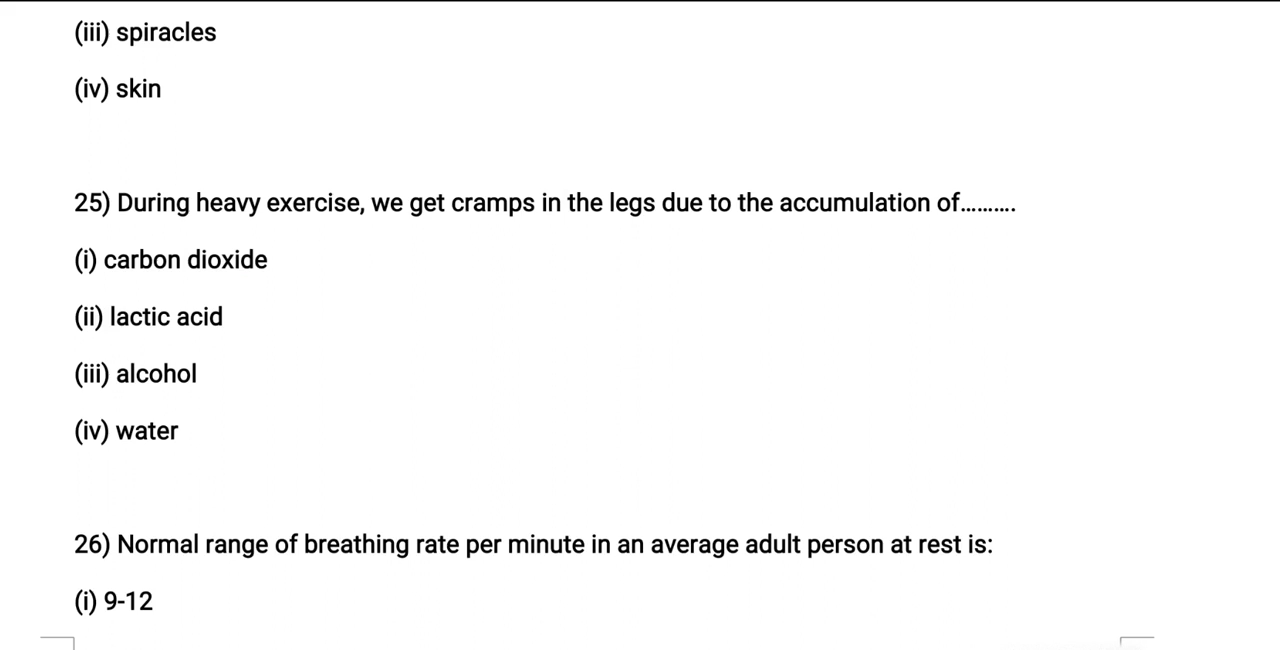 (iii) spiracles
(iv) skin
25) During heavy exercise, we get cramps in the legs due to the accumulation of..........
(i) carbon dioxide
(ii) lactic acid
(iii) alcohol
(iv) water
26) Normal range of breathing rate per minute in an average adult person at rest is:
(i) 9-12